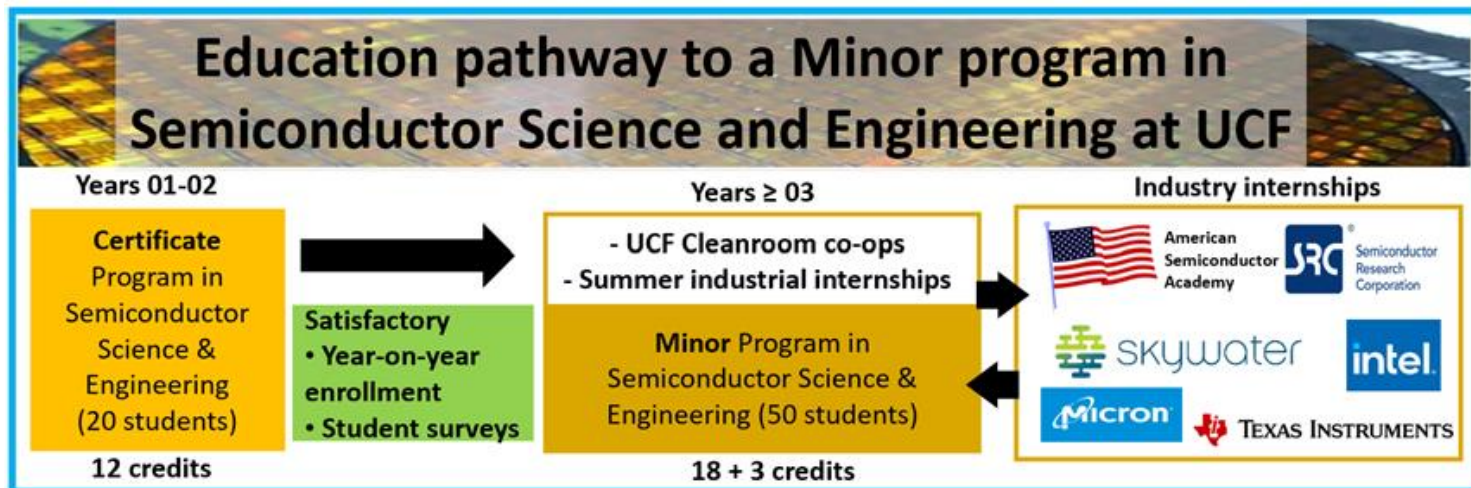 Education pathway to a Minor program in
Semiconductor Science and Engineering at UCF
Years 01-02
Certificate
Program in
Semiconductor
Science &
Engineering
(20 students)
12 credits
Satisfactory
• Year-on-year
enrollment
• Student surveys
Years ≥ 03
- UCF Cleanroom co-ops
- Summer industrial internships
Minor Program in
Semiconductor Science &
Engineering (50 students)
18 + 3 credits
Industry internships
American
Semiconductor
Academy
SRC®
Semiconductor
Research
Corporation
SKYWATER
intel.
Micron
TEXAS INSTRUMENTS